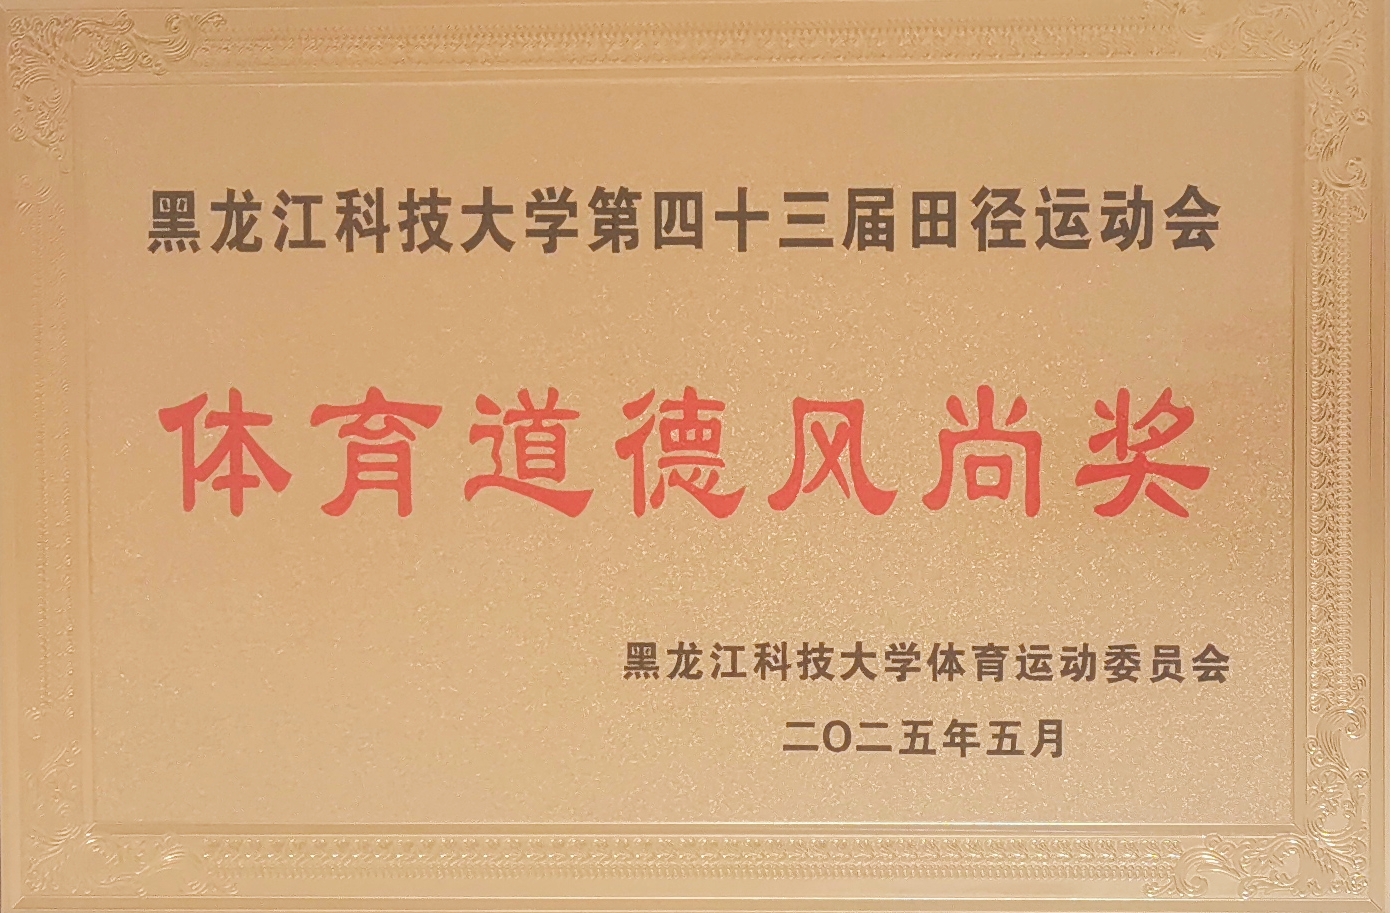 黑龙江科技大学第四十三届田径运动会
体育道德风尚奖
黑龙江科技大学体育运动委员会
二〇二五年五月